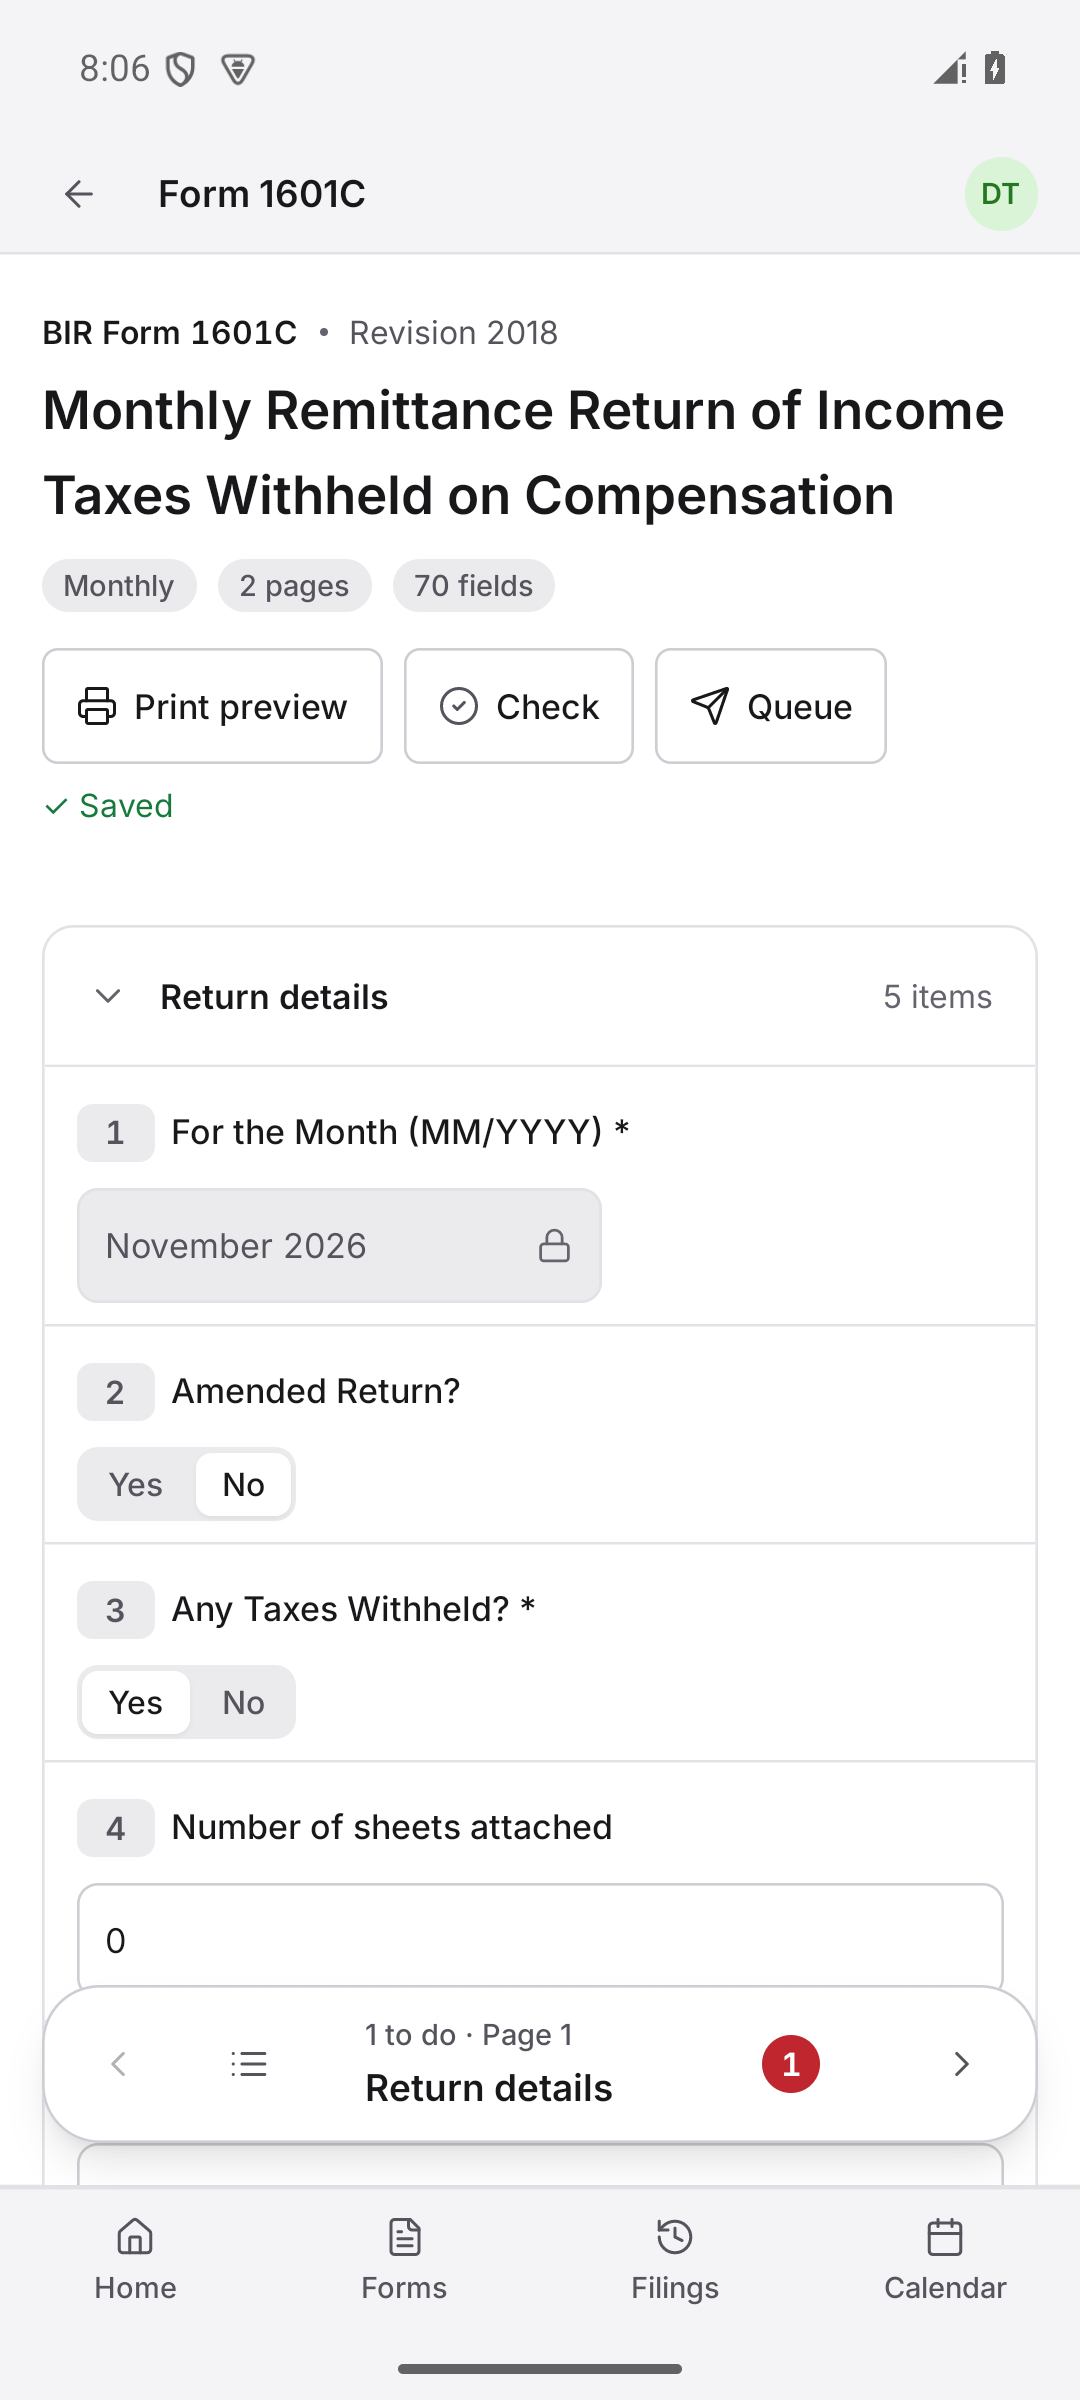 8:06
Form 1601C
DT
BIR Form 1601C • Revision 2018
Monthly Remittance Return of Income
Taxes Withheld on Compensation
Monthly
2 pages
70 fields
Print preview
Check
Queue
Saved
Return details
5 items
1 For the Month (MM/YYYY) *
November 2026
2 Amended Return?
Yes No
3 Any Taxes Withheld? *
Yes No
4 Number of sheets attached
0
1 to do · Page 1
Return details
1
Home
Forms
Filings
Calendar